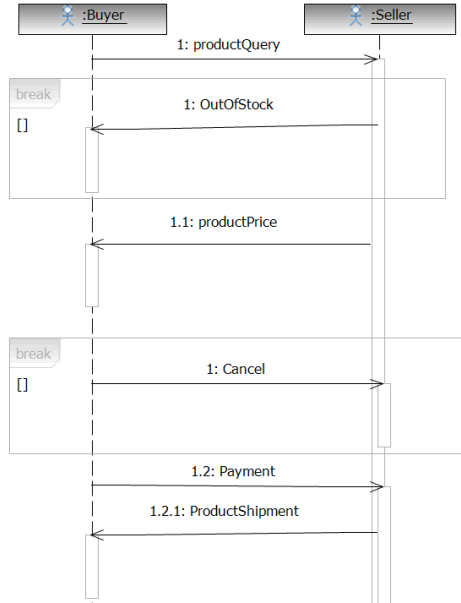 :Buyer
:Seller
1: productQuery
break
1: OutOfStock
[]
1.1: productPrice
break
1: Cancel
[]
1.2: Payment
1.2.1: ProductShipment